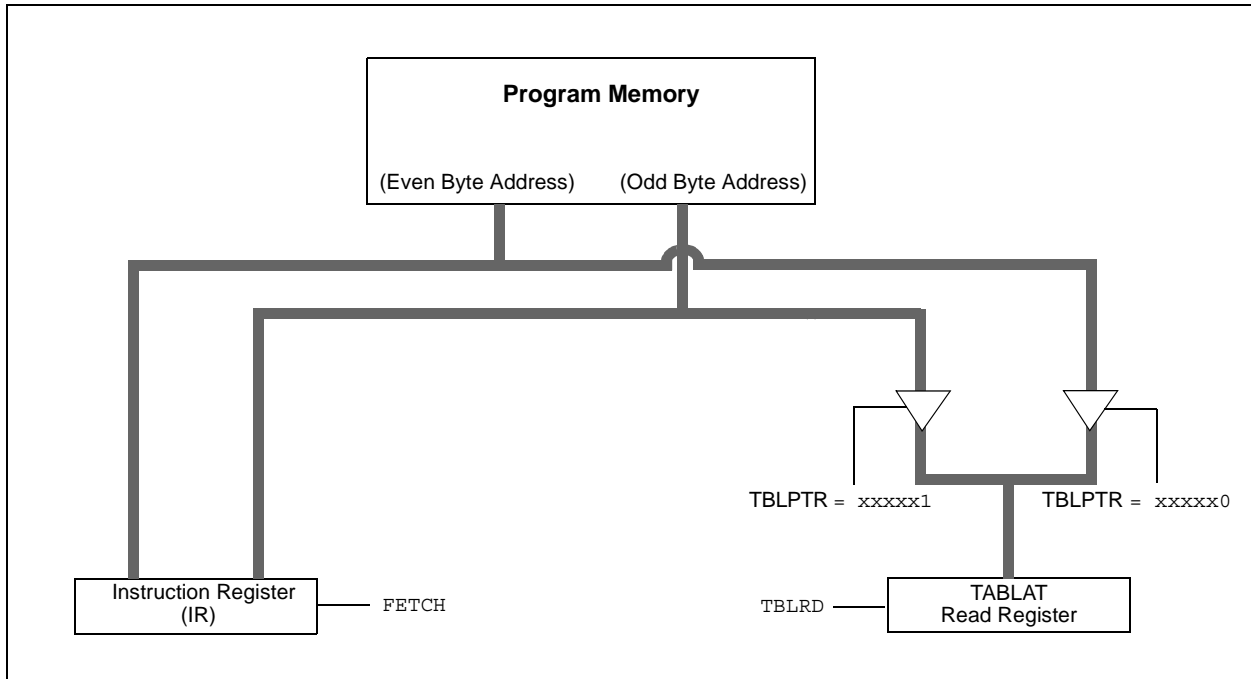 Program Memory
(Even Byte Address) (Odd Byte Address)
TBLPTR = xxxxx1
TBLPTR = xxxxx0
Instruction Register
(IR)
FETCH
TBLRD
TABLAT
Read Register